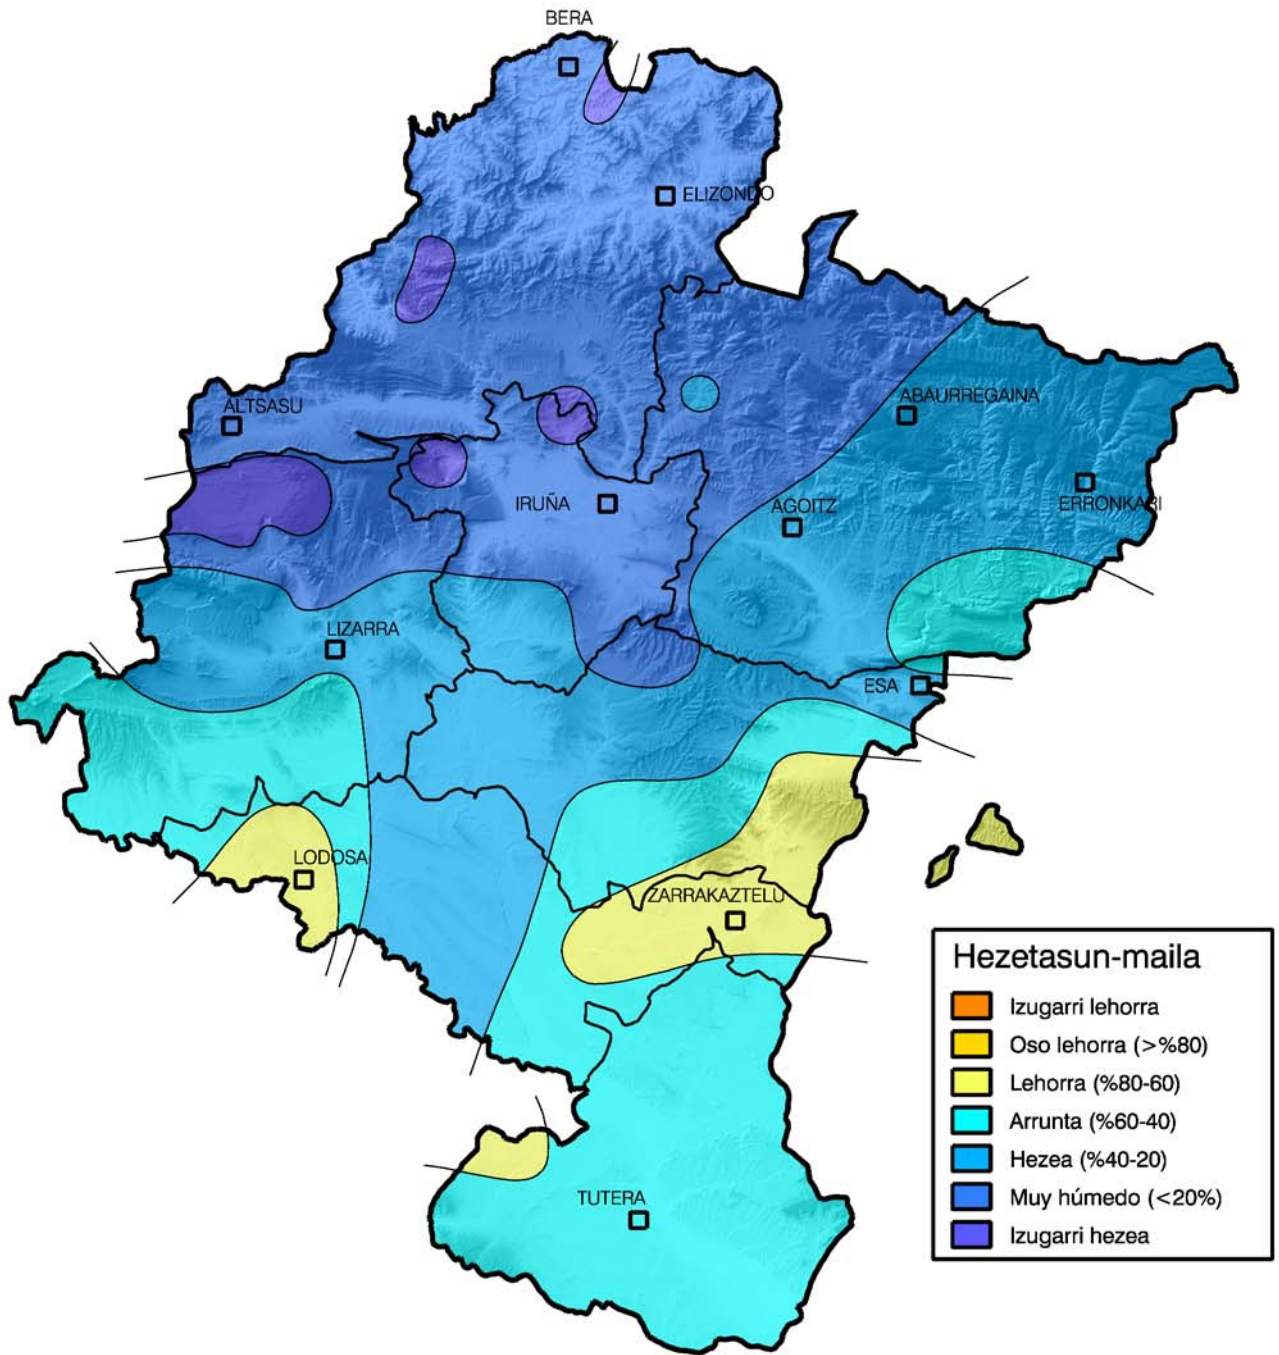 BERA
ELIZONDO
ALTSASU
ABAURREGAINA
IRUÑA
AGOITZ
ERRONKARI
LIZARRA
ESA
LODOSA
ZARRAKAZTELU
TUTERA
Hezetasun-maila
Izugarri lehorra
Oso lehorra (>%80)
Lehorra (%80-60)
Arrunta (%60-40)
Hezea (%40-20)
Muy húmedo (<20%)
Izugarri hezea